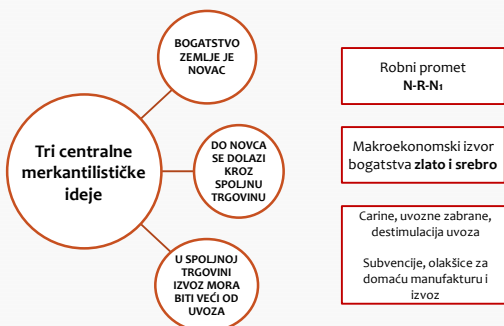 Tri centralne
merkantilističke
ideje
BOGATSTVO
ZEMLJE JE
NOVAC
DO NOVCA
SE DOLAZI
KROZ
SPOLJNU
TRGOVINU
U SPOLJNOJ
TRGOVINI
IZVOZ MORA
BITI VEĆI OD
UVOZA
Robni promet
N-R-N₁
Makroekonomski izvor
bogatstva zlato i srebro
Carine, uvozne zabrane,
destimulacija uvoza
Subvencije, olakšice za
domaću manufakturu i
izvoz